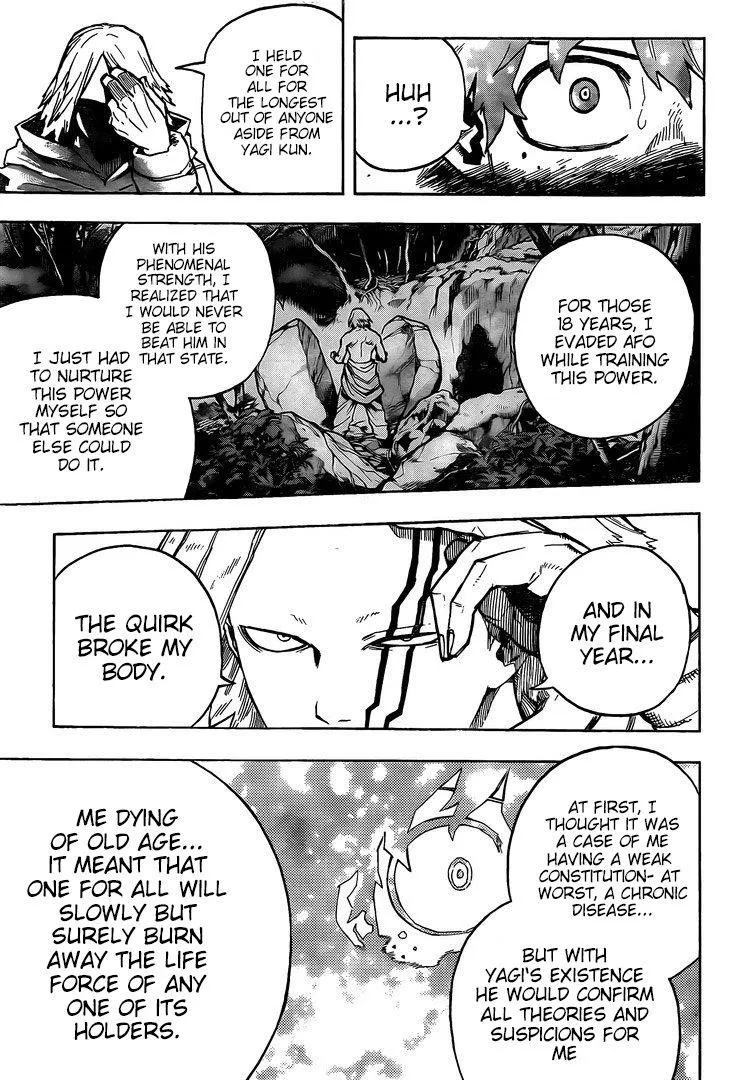 HUH
...?
I HELD
ONE FOR
ALL FOR
THE LONGEST
OUT OF ANYONE
ASIDE FROM
YAGI KUN.
FOR THOSE
18 YEARS, I
EVADED AFO
WHILE TRAINING
THIS POWER.
WITH HIS
PHENOMENAL
STRENGTH, I
REALIZED THAT
I WOULD NEVER
BE ABLE TO
BEAT HIM IN
THAT STATE.
I JUST HAD
TO NURTURE
THIS POWER
MYSELF SO
THAT SOMEONE
ELSE COULD
DO IT.
AND IN
MY FINAL
YEAR...
THE QUIRK
BROKE MY
BODY.
AT FIRST, I
THOUGHT IT WAS
A CASE OF ME
HAVING A WEAK
CONSTITUTION- AT
WORST, A CHRONIC
DISEASE...
BUT WITH
YAGI'S EXISTENCE
HE WOULD CONFIRM
ALL THEORIES AND
SUSPICIONS FOR
ME
ME DYING
OF OLD AGE...
IT MEANT THAT
ONE FOR ALL WILL
SLOWLY BUT
SURELY BURN
AWAY THE LIFE
FORCE OF ANY
ONE OF ITS
HOLDERS.